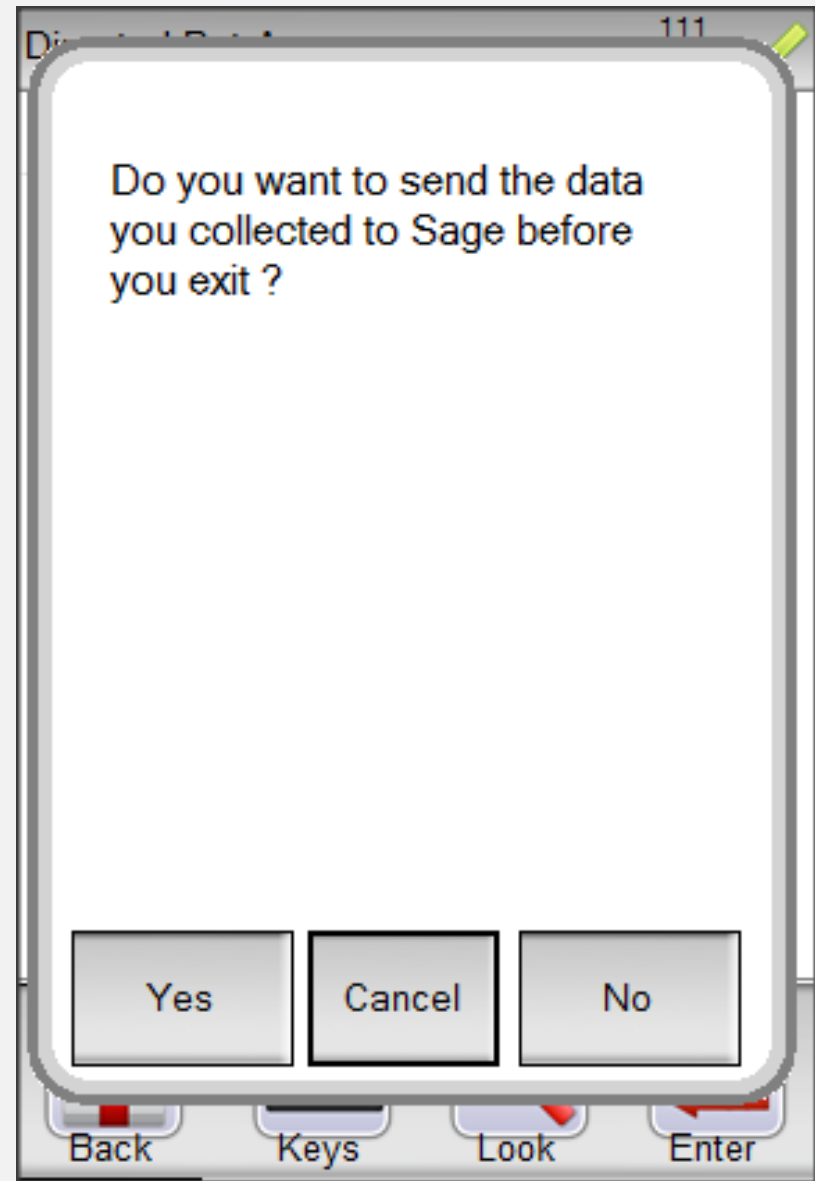 111
Do you want to send the data
you collected to Sage before
you exit ?
Yes Cancel No
Back Keys Look Enter